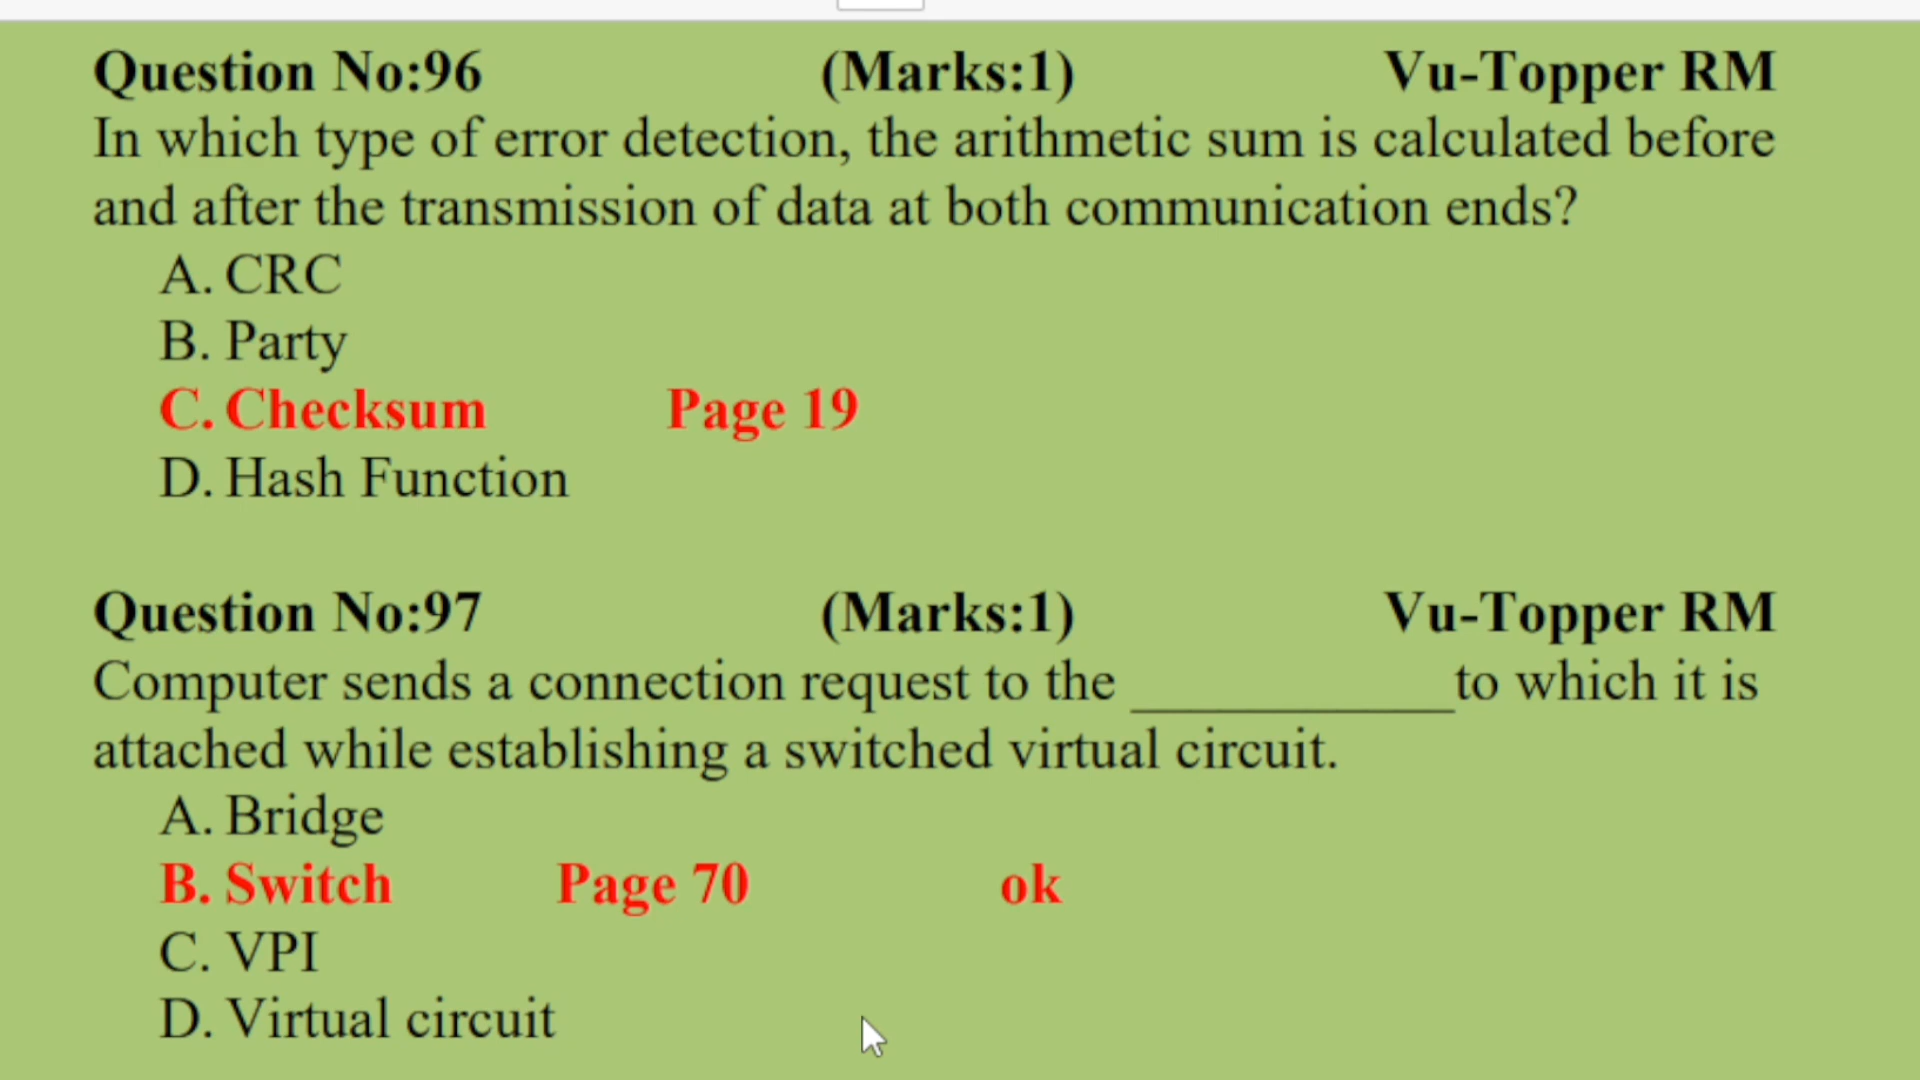 Question No:96 (Marks:1) Vu-Topper RM
In which type of error detection, the arithmetic sum is calculated before
and after the transmission of data at both communication ends?
A. CRC
B. Party
C. Checksum Page 19
D. Hash Function
Question No:97 (Marks:1) Vu-Topper RM
Computer sends a connection request to the ____________to which it is
attached while establishing a switched virtual circuit.
A. Bridge
B. Switch Page 70 ok
C. VPI
D. Virtual circuit